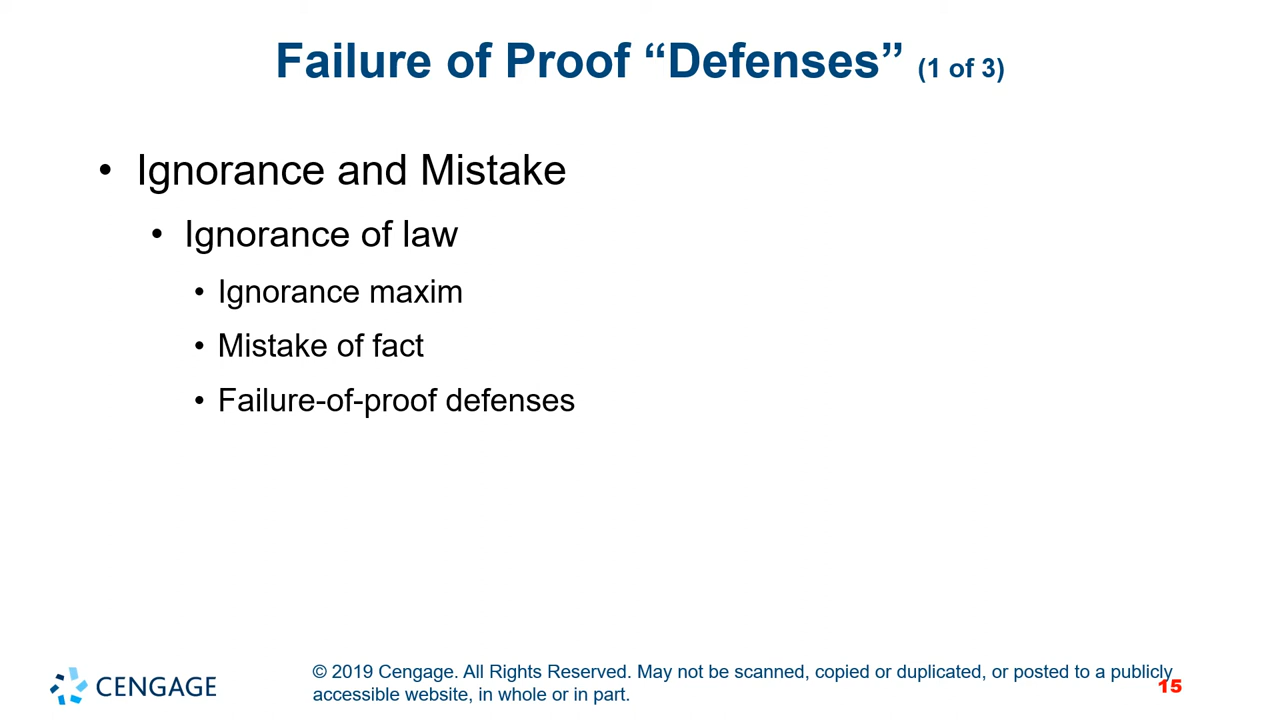 Failure of Proof “Defenses” (1 of 3)
• Ignorance and Mistake
• Ignorance of law
• Ignorance maxim
• Mistake of fact
• Failure-of-proof defenses
CENGAGE
© 2019 Cengage. All Rights Reserved. May not be scanned, copied or duplicated, or posted to a publicly
accessible website, in whole or in part.
15